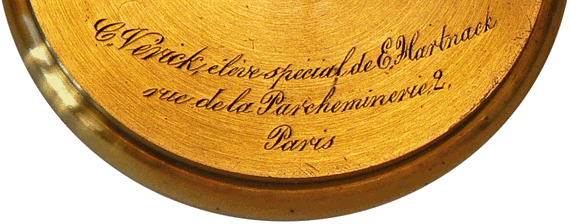 C. Verick, élève spécial de E. Hartnack
rue de la Parcheminerie 2,
Paris